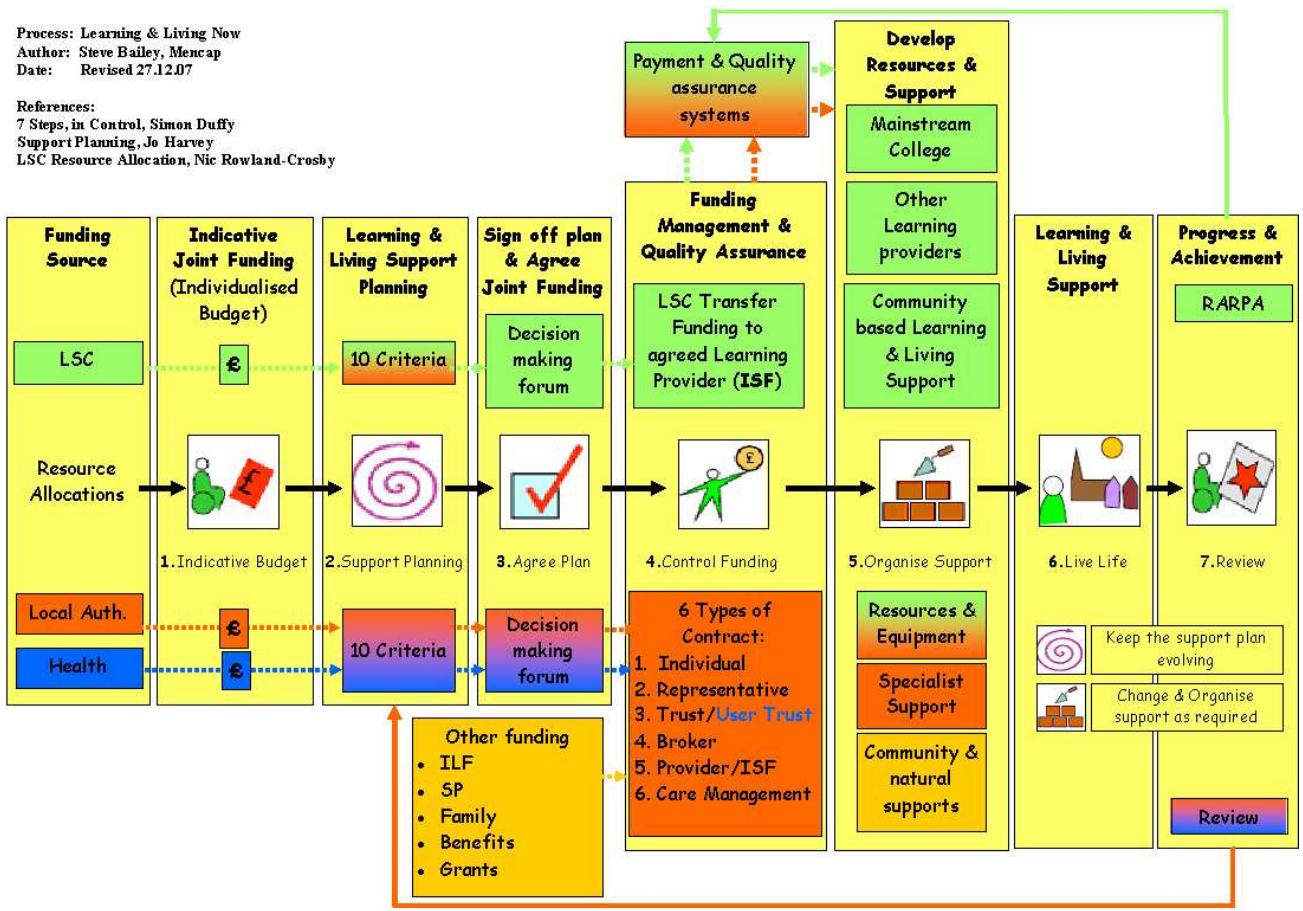 Process: Learning & Living Now
Author: Steve Bailey, Mencap
Date: Revised 27.12.07
References:
7 Steps, in Control, Simon Duffy
Support Planning, Jo Harvey
LSC Resource Allocation, Nic Rowland-Crosby
Payment & Quality
assurance
systems
Develop
Resources &
Support
Mainstream
College
Other
Learning
providers
Community
based Learning
& Living
Support
Funding
Source
Indicative
Joint Funding
(Individualised
Budget)
Learning &
Living Support
Planning
Sign off plan
& Agree
Joint Funding
Funding
Management &
Quality Assurance
Learning &
Living
Support
Progress &
Achievement
LSC
£
10 Criteria
Decision
making
forum
LSC Transfer
Funding to
agreed Learning
Provider (ISF)
RARPA
Resource
Allocations
£
£
1.Indicative Budget
2.Support Planning
3.Agree Plan
4.Control Funding
5.Organise Support
6.Live Life
7.Review
Local Auth.
£
Health
£
10 Criteria
Decision
making
forum
6 Types of
Contract:
1. Individual
2. Representative
3. Trust/User Trust
4. Broker
5. Provider/ISF
6. Care Management
Resources &
Equipment
Specialist
Support
Community &
natural
supports
Keep the support plan
evolving
Change & Organise
support as required
Other funding
• ILF
• SP
• Family
• Benefits
• Grants
Review